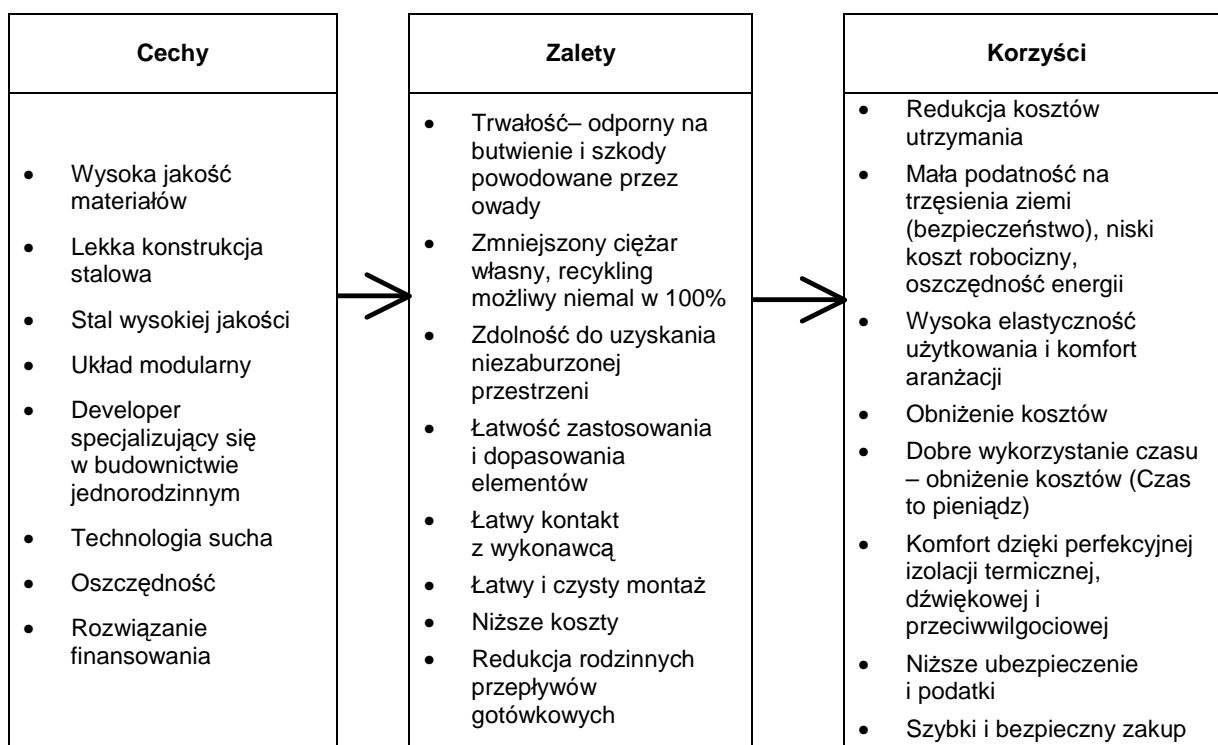 Cechy
• Wysoka jakość
materiałów
• Lekka konstrukcja
stalowa
• Stal wysokiej jakości
• Układ modularny
• Developer
specjalizujący się
w budownictwie
jednorodzinnym
• Technologia sucha
• Oszczędność
• Rozwiązanie
finansowania
Zalety
• Trwałość– odporny na
butwienie i szkody
powodowane przez
owady
• Zmniejszony ciężar
własny, recykling
możliwy niemal w 100%
• Zdolność do uzyskania
niezaburzonej
przestrzeni
• Łatwość zastosowania
i dopasowania
elementów
• Łatwy kontakt
z wykonawcą
• Łatwy i czysty montaż
• Niższe koszty
• Redukcja rodzinnych
przepływów
gotówkowych
Korzyści
• Redukcja kosztów
utrzymania
• Mała podatność na
trzęsienia ziemi
(bezpieczeństwo), niski
koszt robocizny,
oszczędność energii
• Wysoka elastyczność
użytkowania i komfort
aranżacji
• Obniżenie kosztów
• Dobre wykorzystanie czasu
– obniżenie kosztów (Czas
to pieniądz)
• Komfort dzięki perfekcyjnej
izolacji termicznej,
dźwiękowej i
przeciwwilgociowej
• Niższe ubezpieczenie
i podatki
• Szybki i bezpieczny zakup